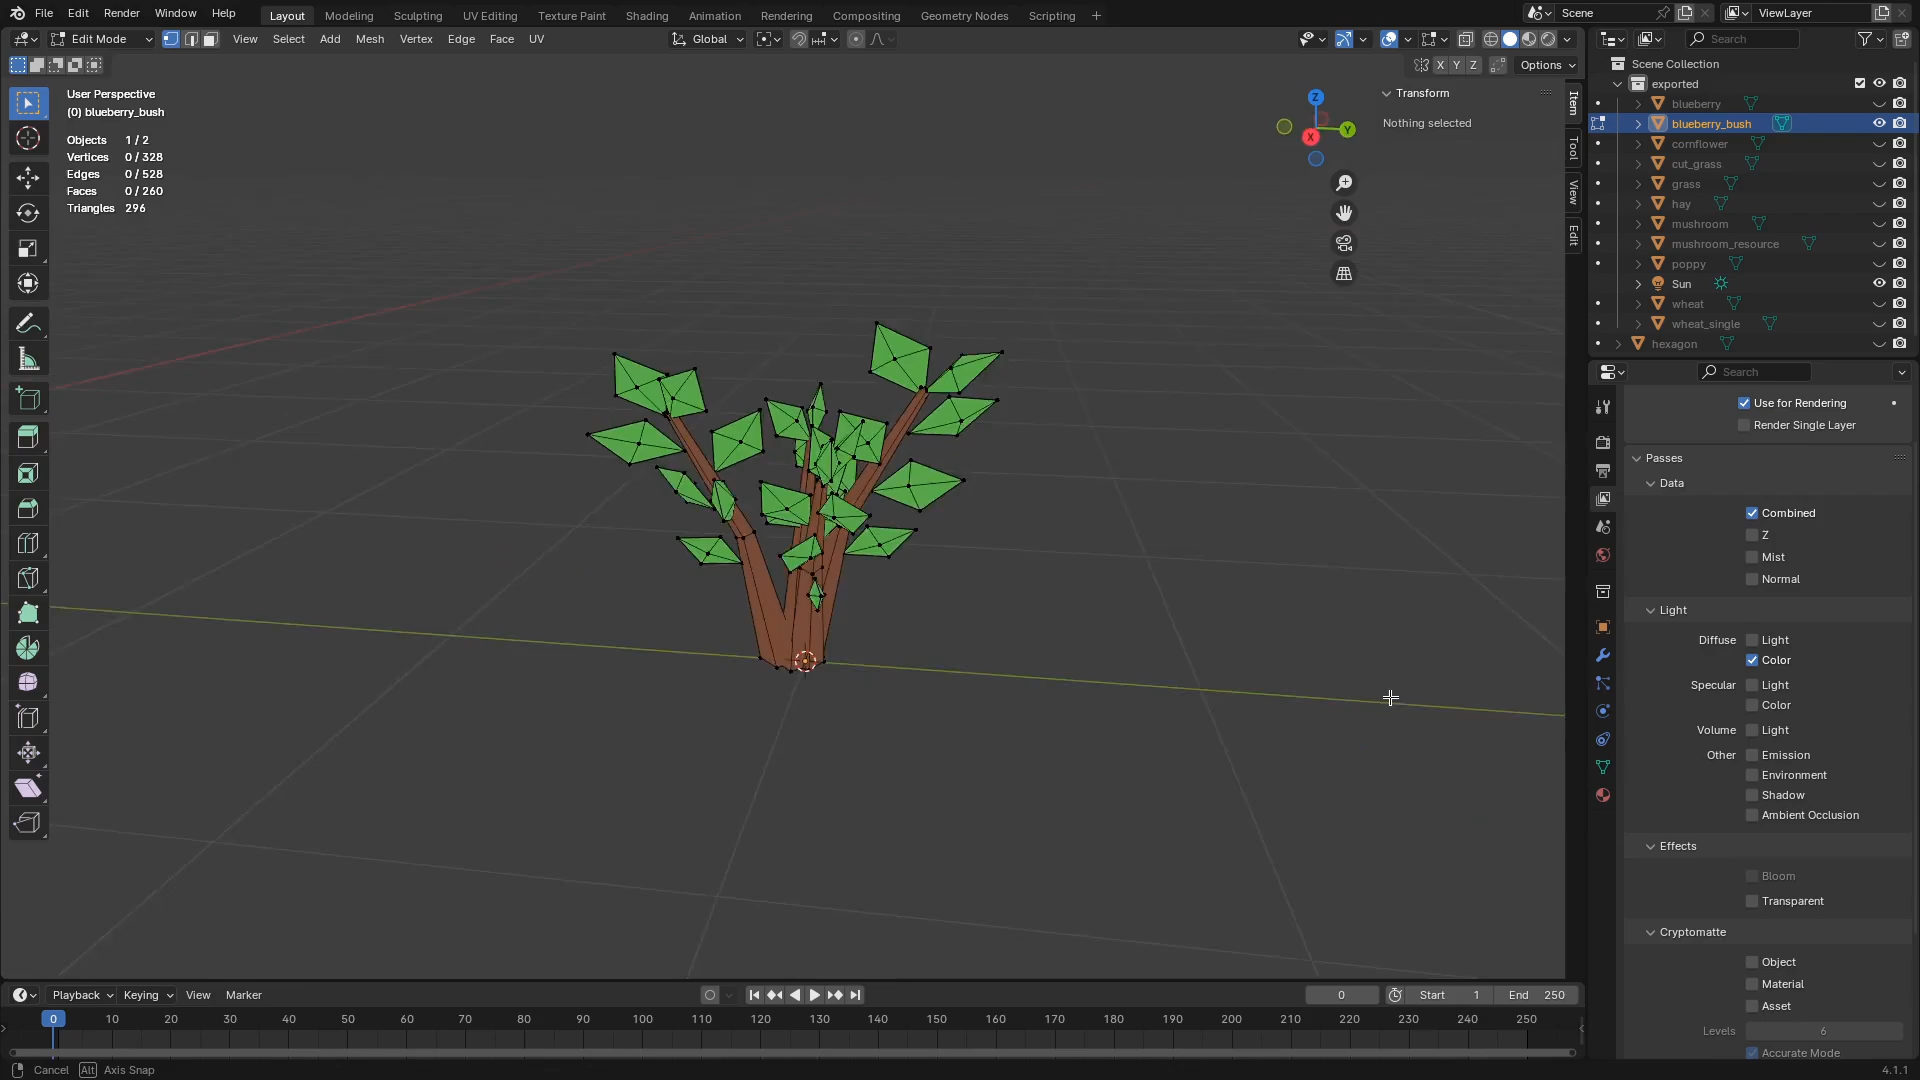 File Edit Render Window Help Layout Modeling Sculpting UV Editing Texture Paint Shading Animation Rendering Compositing Geometry Nodes Scripting + Scene ViewLayer
Edit Mode View Select Add Mesh Vertex Edge Face UV Global Search
X Y Z Options
User Perspective
(0) blueberry_bush
Objects 1 / 2
Vertices 0 / 328
Edges 0 / 528
Faces 0 / 260
Triangles 296
Z
X
Y
Transform
Nothing selected
Item
Tool
View
Edit
Scene Collection
exported
blueberry
blueberry_bush
cornflower
cut_grass
grass
hay
mushroom
mushroom_resource
poppy
Sun
wheat
wheat_single
hexagon
Search
Use for Rendering
Render Single Layer
Passes
Data
Combined
Z
Mist
Normal
Light
Diffuse Light
Color
Specular Light
Color
Volume Light
Other Emission
Environment
Shadow
Ambient Occlusion
Effects
Bloom
Transparent
Cryptomatte
Object
Material
Asset
Levels 6
Accurate Mode
Playback Keying View Marker 0 Start 1 End 250
0 10 20 30 40 50 60 70 80 90 100 110 120 130 140 150 160 170 180 190 200 210 220 230 240 250
Cancel Alt Axis Snap 4.1.1